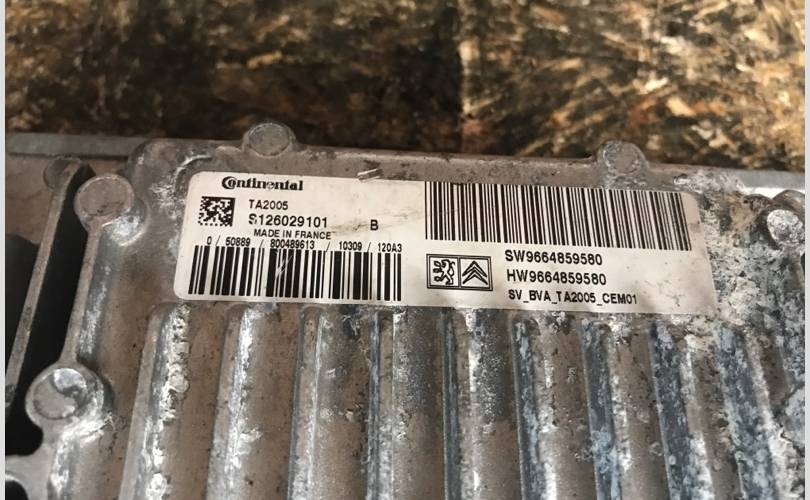 Continental
TA2005
S126029101 B
MADE IN FRANCE
0 / 50889 / 800489613 / 10309 / 120A3
SW9664859580
HW9664859580
SV_BVA_TA2005_CEM01